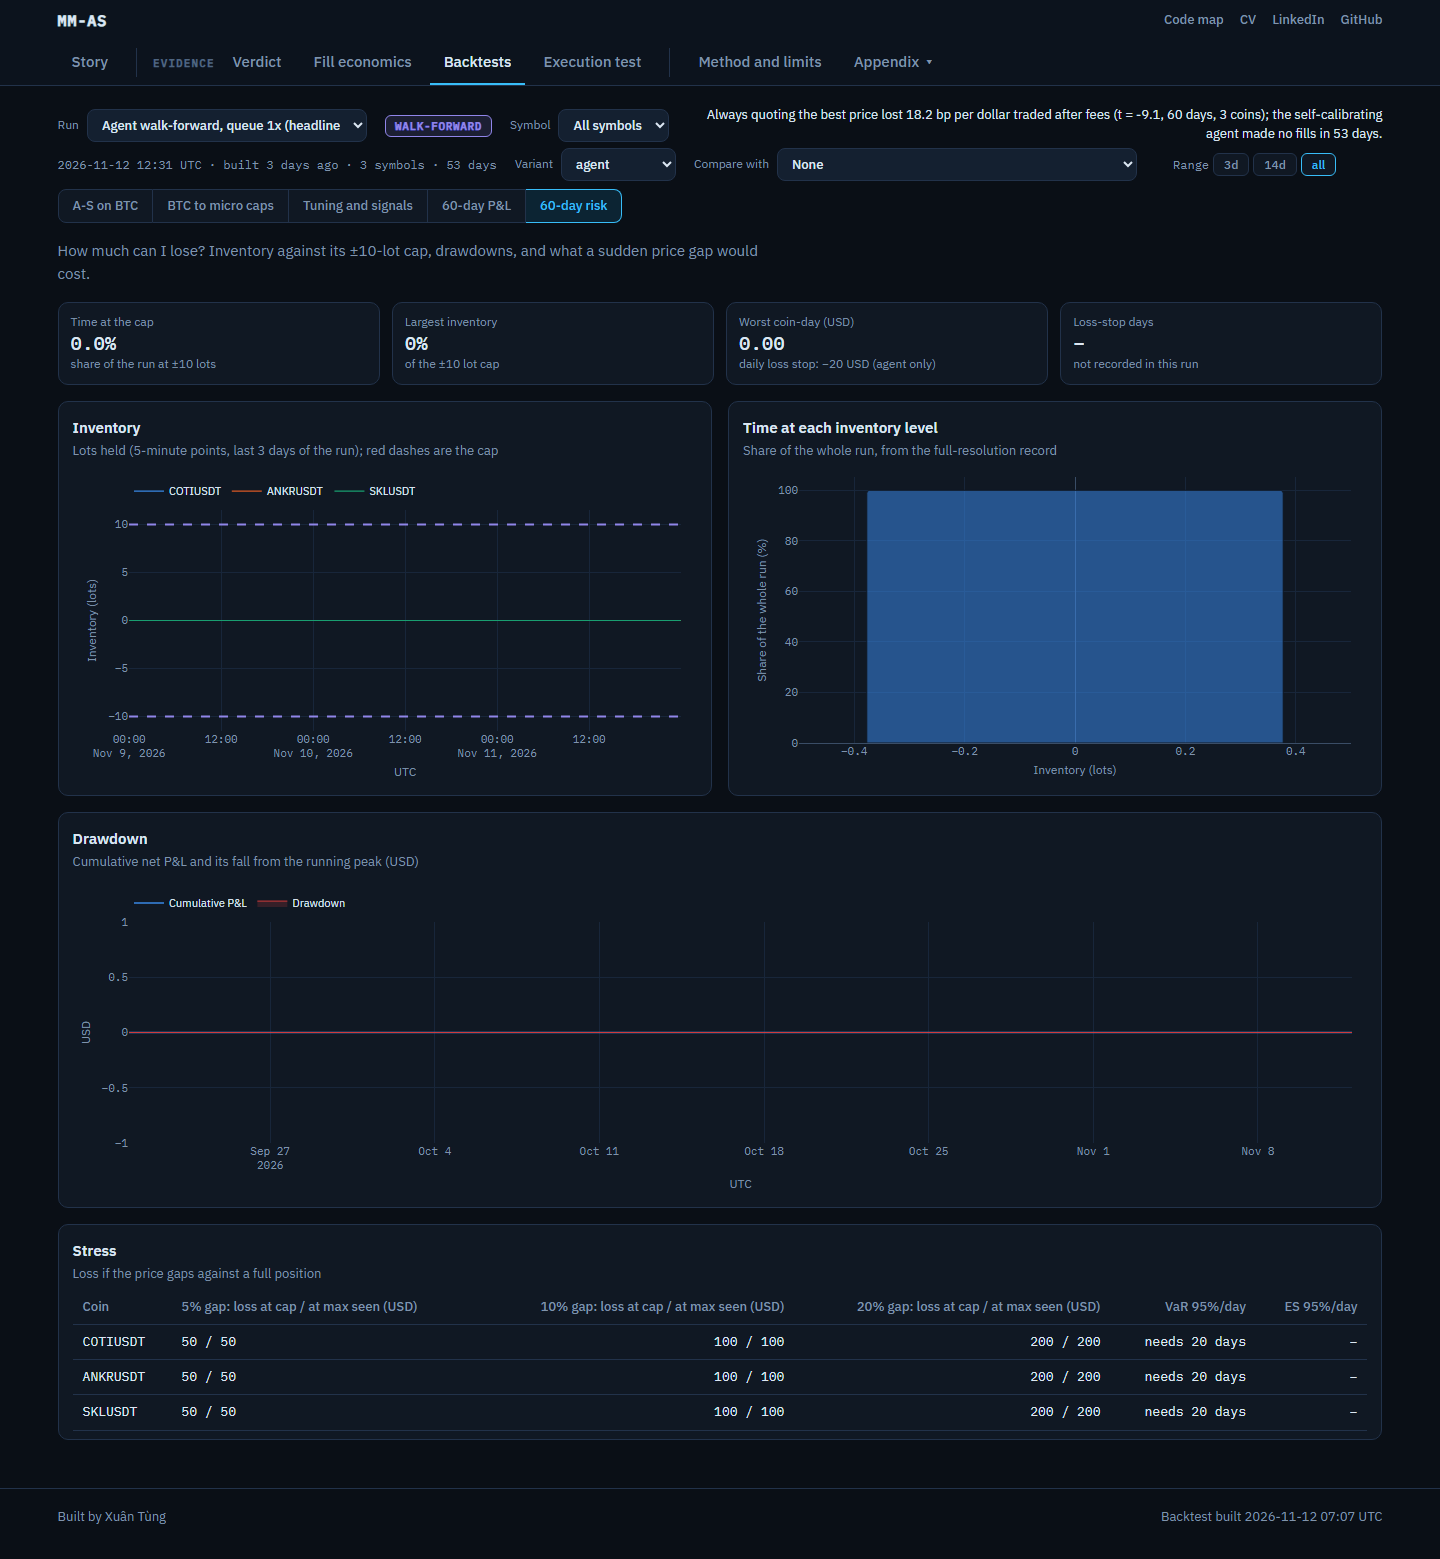 MM-AS
Code map CV LinkedIn GitHub
Story EVIDENCE Verdict Fill economics Backtests Execution test Method and limits Appendix ▾
Run Agent walk-forward, queue 1x (headline WALK-FORWARD Symbol All symbols
Always quoting the best price lost 18.2 bp per dollar traded after fees (t = -9.1, 60 days, 3 coins); the self-calibrating
agent made no fills in 53 days.
2026-11-12 12:31 UTC · built 3 days ago · 3 symbols · 53 days Variant agent Compare with None Range 3d 14d all
A-S on BTC BTC to micro caps Tuning and signals 60-day P&L 60-day risk
How much can I lose? Inventory against its ±10-lot cap, drawdowns, and what a sudden price gap would
cost.
Time at the cap
0.0%
share of the run at ±10 lots
Largest inventory
0%
of the ±10 lot cap
Worst coin-day (USD)
0.00
daily loss stop: −20 USD (agent only)
Loss-stop days
–
not recorded in this run
Inventory
Lots held (5-minute points, last 3 days of the run); red dashes are the cap
COTIUSDT ANKRUSDT SKLUSDT
10
5
0
−5
−10
Inventory (lots)
00:00 12:00 00:00 12:00 00:00 12:00
Nov 9, 2026 Nov 10, 2026 Nov 11, 2026
UTC
Time at each inventory level
Share of the whole run, from the full-resolution record
100
80
60
40
20
0
Share of the whole run (%)
−0.4 −0.2 0 0.2 0.4
Inventory (lots)
Drawdown
Cumulative net P&L and its fall from the running peak (USD)
Cumulative P&L Drawdown
1
0.5
0
−0.5
−1
USD
Sep 27 Oct 4 Oct 11 Oct 18 Oct 25 Nov 1 Nov 8
2026
UTC
Stress
Loss if the price gaps against a full position
Coin 5% gap: loss at cap / at max seen (USD) 10% gap: loss at cap / at max seen (USD) 20% gap: loss at cap / at max seen (USD) VaR 95%/day ES 95%/day
COTIUSDT 50 / 50 100 / 100 200 / 200 needs 20 days –
ANKRUSDT 50 / 50 100 / 100 200 / 200 needs 20 days –
SKLUSDT 50 / 50 100 / 100 200 / 200 needs 20 days –
Built by Xuân Tùng
Backtest built 2026-11-12 07:07 UTC